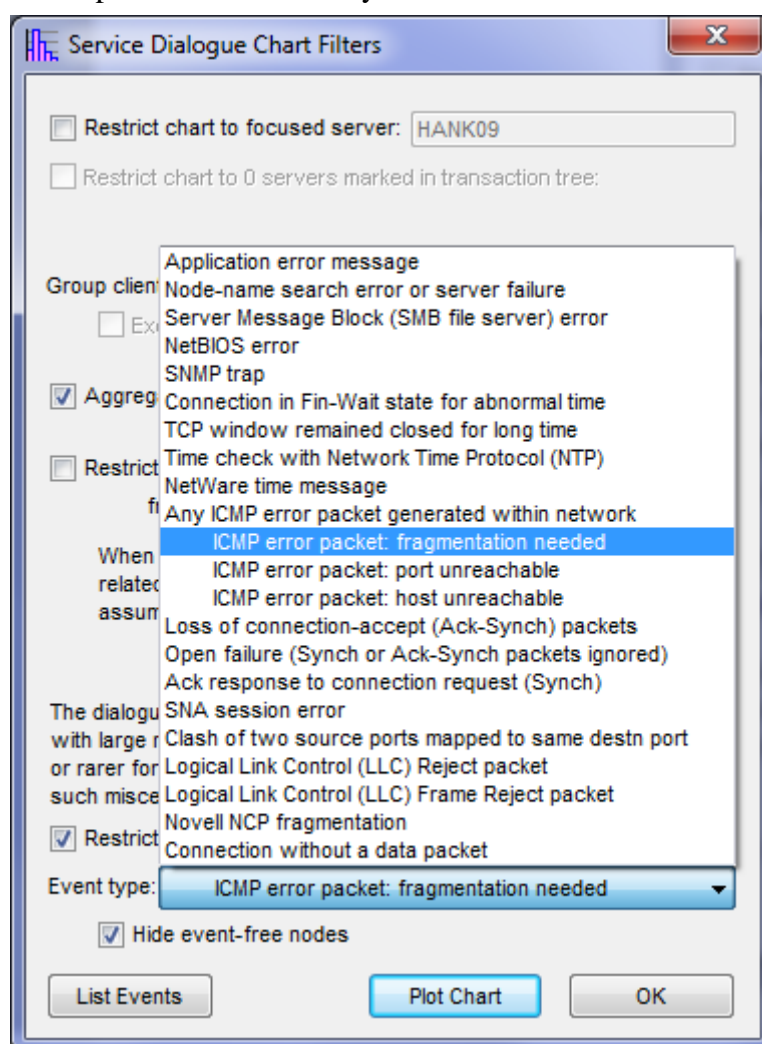 Service Dialogue Chart Filters
Restrict chart to focused server: HANK09
Restrict chart to 0 servers marked in transaction tree:
Group clien
Exc
Aggreg
Restrict
fr
When
related
assum
The dialogu
with large r
or rarer for
such misce
Restrict
Application error message
Node-name search error or server failure
Server Message Block (SMB file server) error
NetBIOS error
SNMP trap
Connection in Fin-Wait state for abnormal time
TCP window remained closed for long time
Time check with Network Time Protocol (NTP)
NetWare time message
Any ICMP error packet generated within network
ICMP error packet: fragmentation needed
ICMP error packet: port unreachable
ICMP error packet: host unreachable
Loss of connection-accept (Ack-Synch) packets
Open failure (Synch or Ack-Synch packets ignored)
Ack response to connection request (Synch)
SNA session error
Clash of two source ports mapped to same destn port
Logical Link Control (LLC) Reject packet
Logical Link Control (LLC) Frame Reject packet
Novell NCP fragmentation
Connection without a data packet
Event type: ICMP error packet: fragmentation needed
Hide event-free nodes
List Events Plot Chart OK